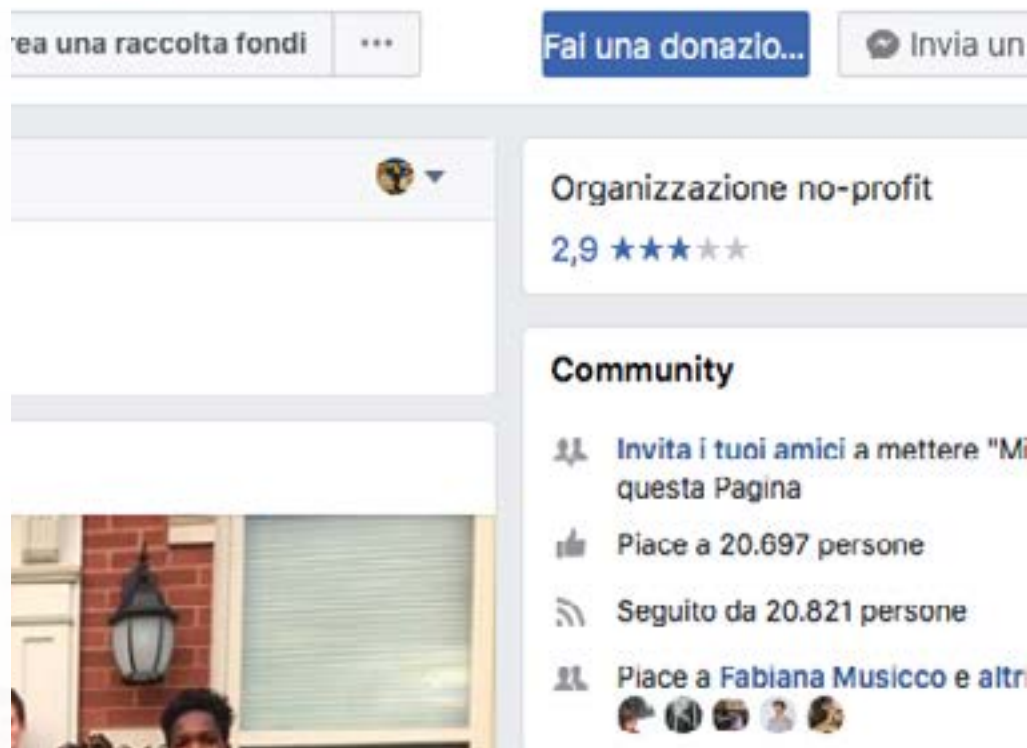 rea una raccolta fondi
...
Fai una donazio...
Invia un
Organizzazione no-profit
2,9
Community
Invita i tuoi amici a mettere "Mi
questa Pagina
Piace a 20.697 persone
Seguito da 20.821 persone
Piace a Fabiana Musicco e altri